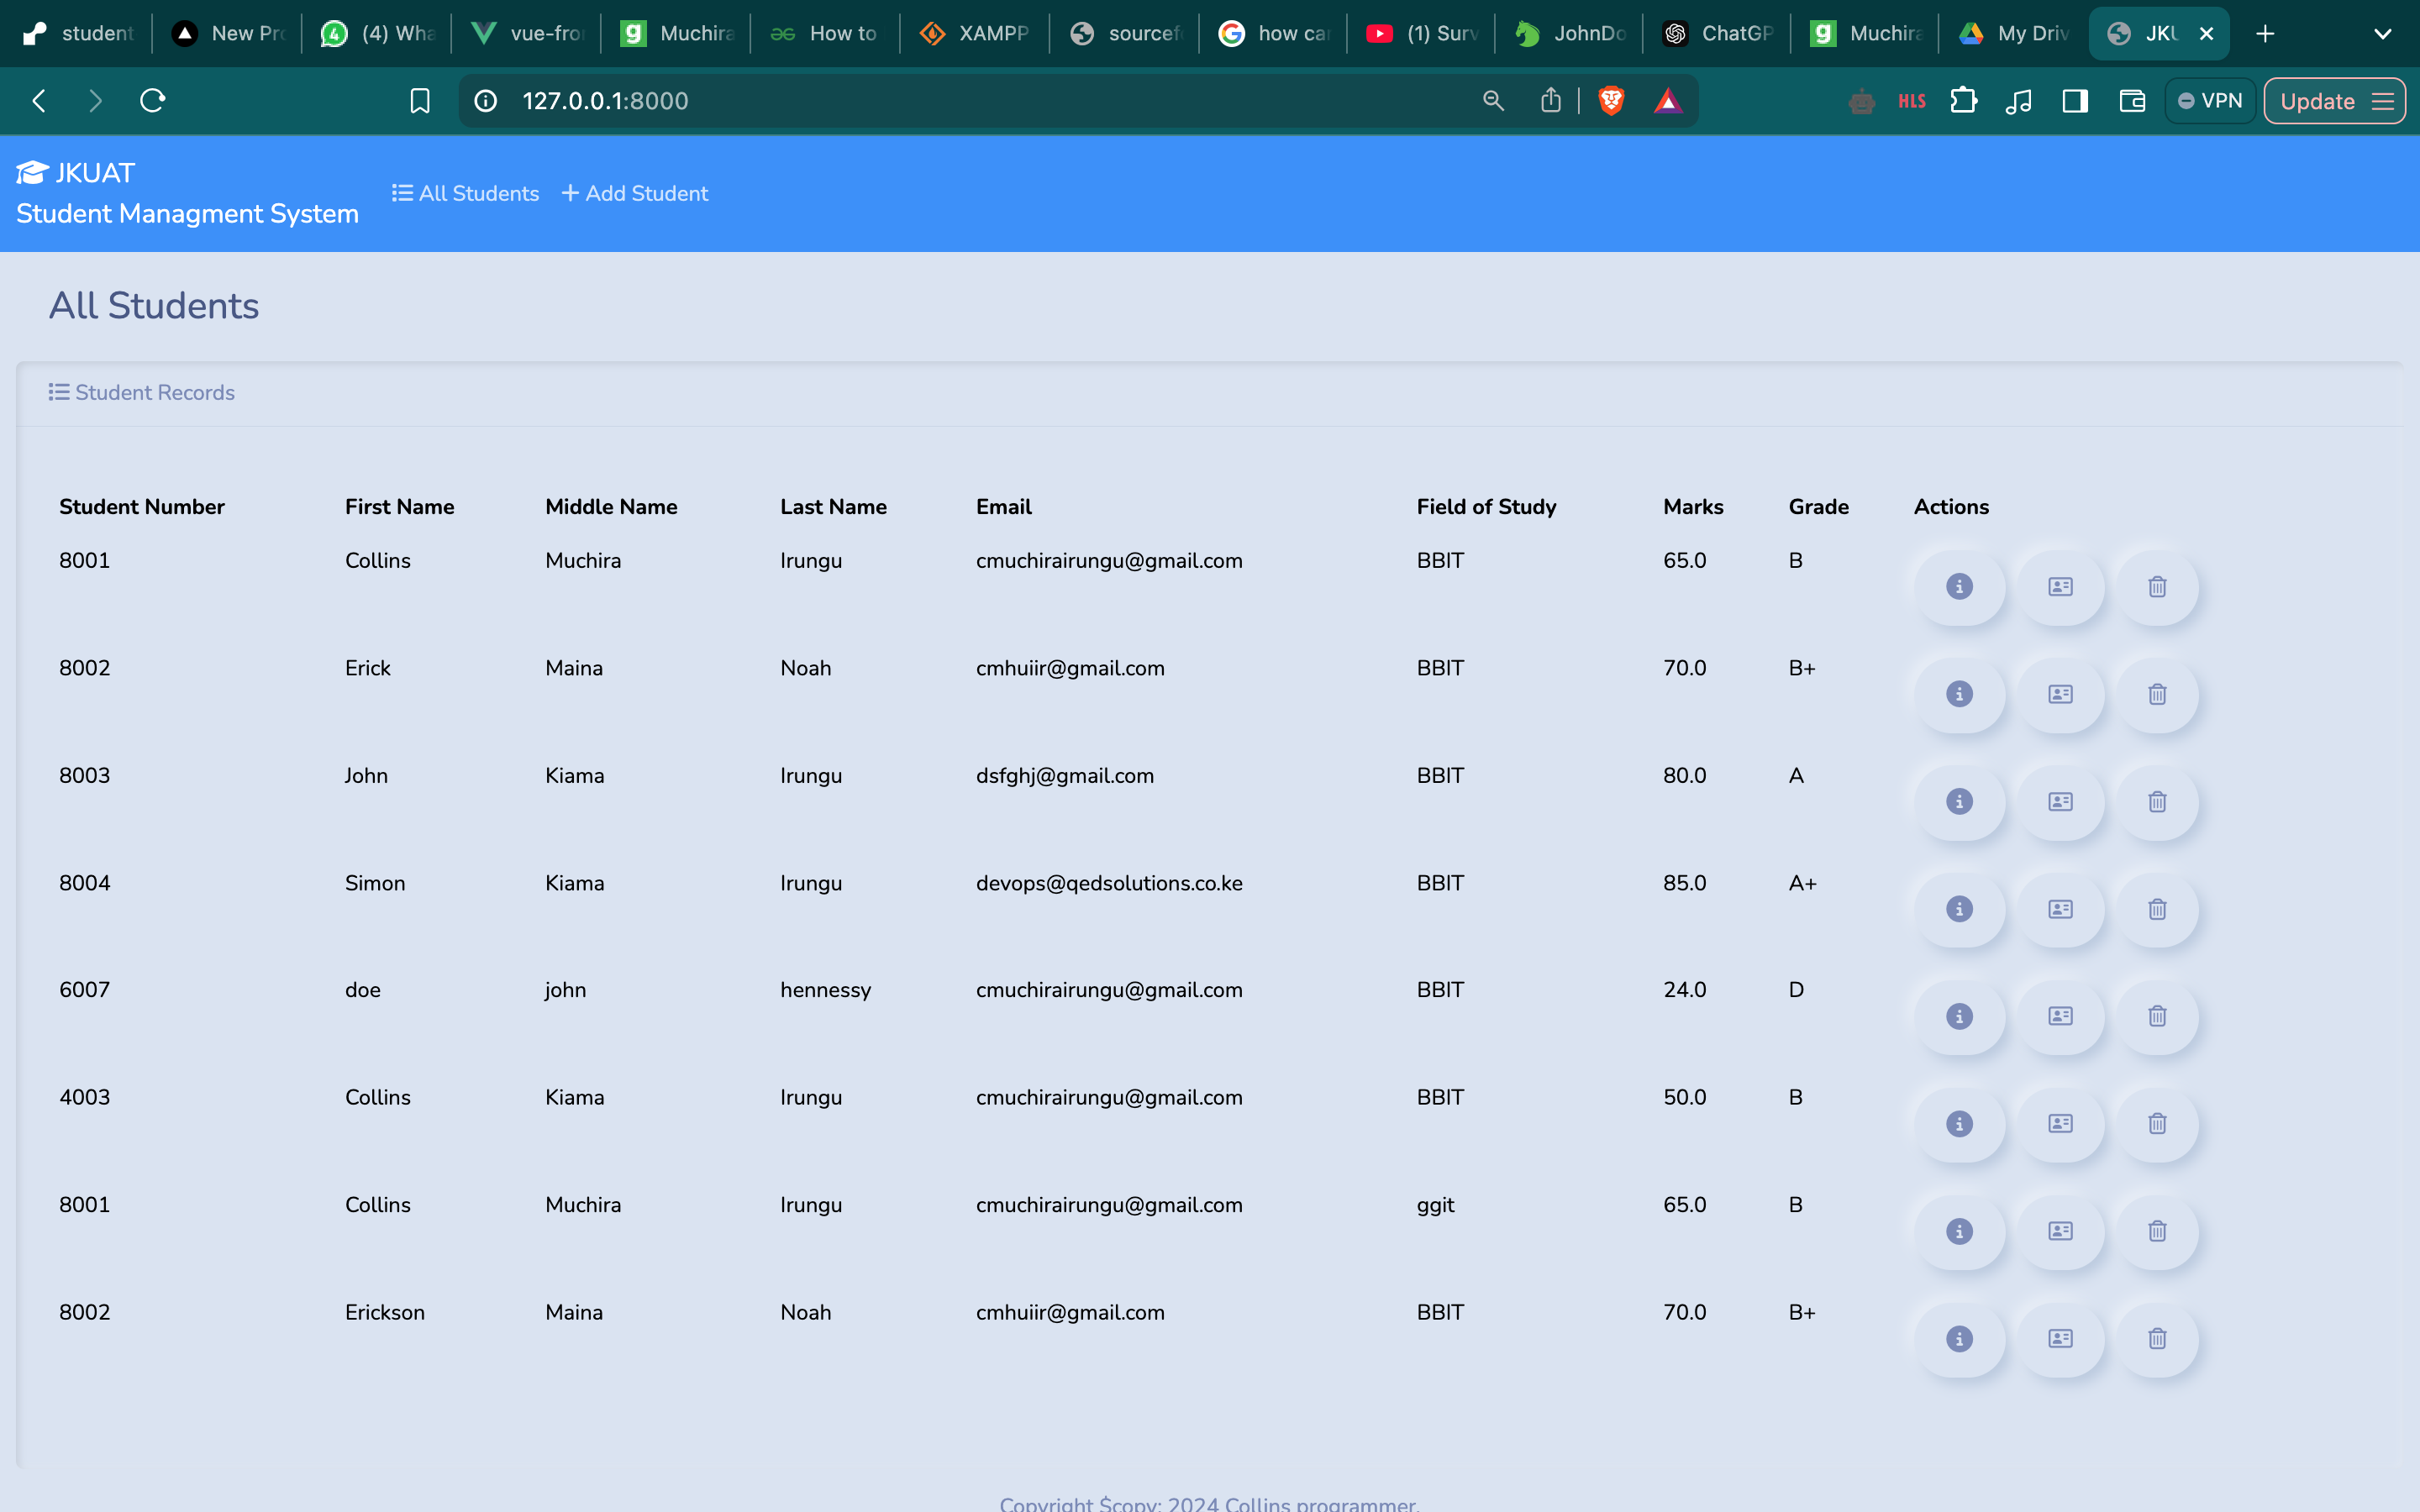 student New Pro (4) Wha vue-fron Muchira How to XAMPP sourcef how car (1) Surv JohnDo ChatGP Muchira My Driv JKU
127.0.0.1:8000 HLS VPN Update
JKUAT
Student Managment System
All Students Add Student
All Students
Student Records
Student Number First Name Middle Name Last Name Email Field of Study Marks Grade Actions
8001 Collins Muchira Irungu cmuchirairungu@gmail.com BBIT 65.0 B
8002 Erick Maina Noah cmhuiir@gmail.com BBIT 70.0 B+
8003 John Kiama Irungu dsfghj@gmail.com BBIT 80.0 A
8004 Simon Kiama Irungu devops@qedsolutions.co.ke BBIT 85.0 A+
6007 doe john hennessy cmuchirairungu@gmail.com BBIT 24.0 D
4003 Collins Kiama Irungu cmuchirairungu@gmail.com BBIT 50.0 B
8001 Collins Muchira Irungu cmuchirairungu@gmail.com ggit 65.0 B
8002 Erickson Maina Noah cmhuiir@gmail.com BBIT 70.0 B+
Copyright $copy; 2024 Collins programmer.